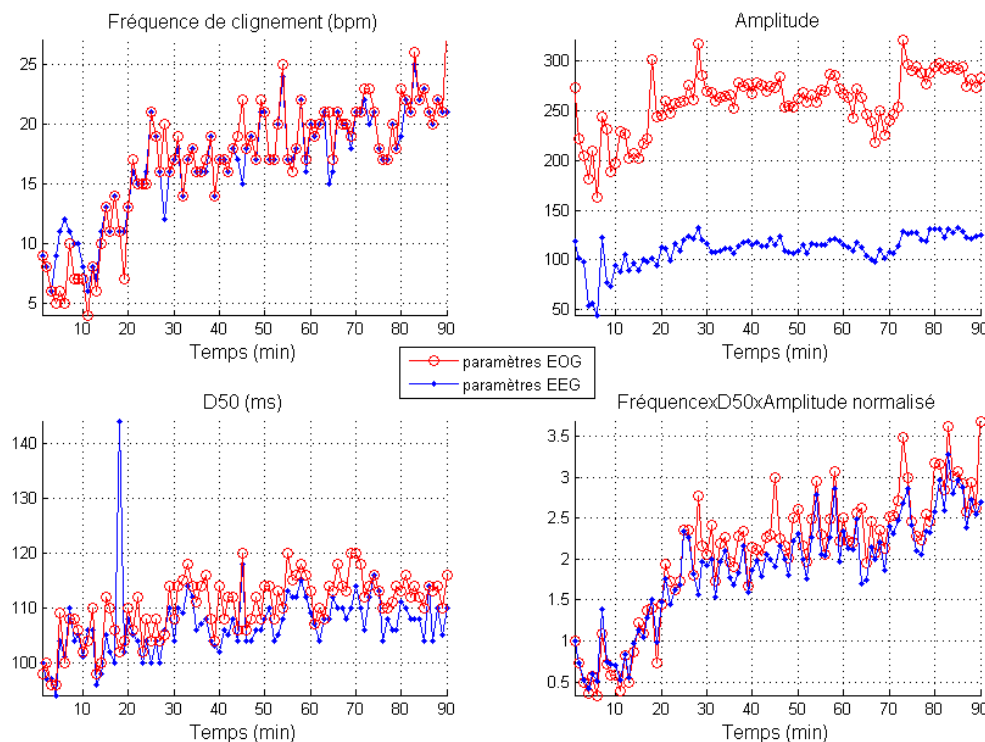 Fréquence de clignement (bpm)
25
20
15
10
5
10 20 30 40 50 60 70 80 90
Temps (min)
Amplitude
300
250
200
150
100
50
10 20 30 40 50 60 70 80 90
Temps (min)
paramètres EOG
paramètres EEG
D50 (ms)
140
130
120
110
100
10 20 30 40 50 60 70 80 90
Temps (min)
FréquencexD50xAmplitude normalisé
3.5
3
2.5
2
1.5
1
0.5
10 20 30 40 50 60 70 80 90
Temps (min)